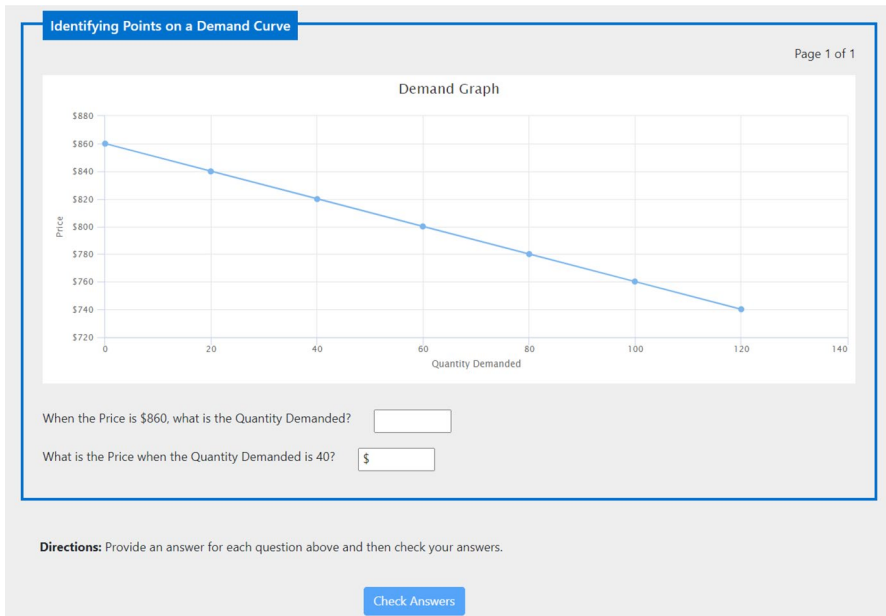 Identifying Points on a Demand Curve
Page 1 of 1
Demand Graph
$880
$860
$840
$820
$800
$780
$760
$740
$720
Price
0 20 40 60 80 100 120 140
Quantity Demanded
When the Price is $860, what is the Quantity Demanded?
What is the Price when the Quantity Demanded is 40? $
Directions: Provide an answer for each question above and then check your answers.
Check Answers